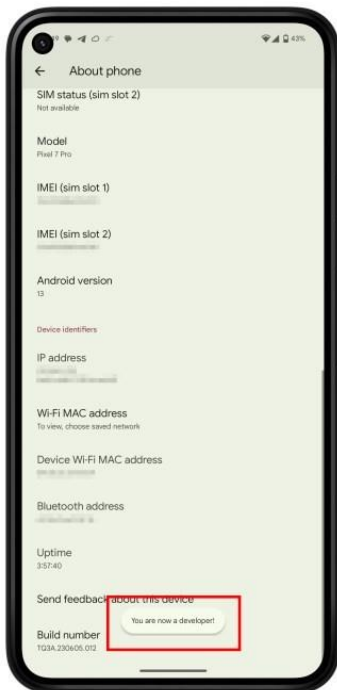 43%
About phone
SIM status (sim slot 2)
Not available
Model
Pixel 7 Pro
IMEI (sim slot 1)
IMEI (sim slot 2)
Android version
13
Device identifiers
IP address
Wi-Fi MAC address
To view, choose saved network
Device Wi-Fi MAC address
Bluetooth address
Uptime
3:57:40
Send feedback about this device
You are now a developer!
Build number
TQ3A.230605.012